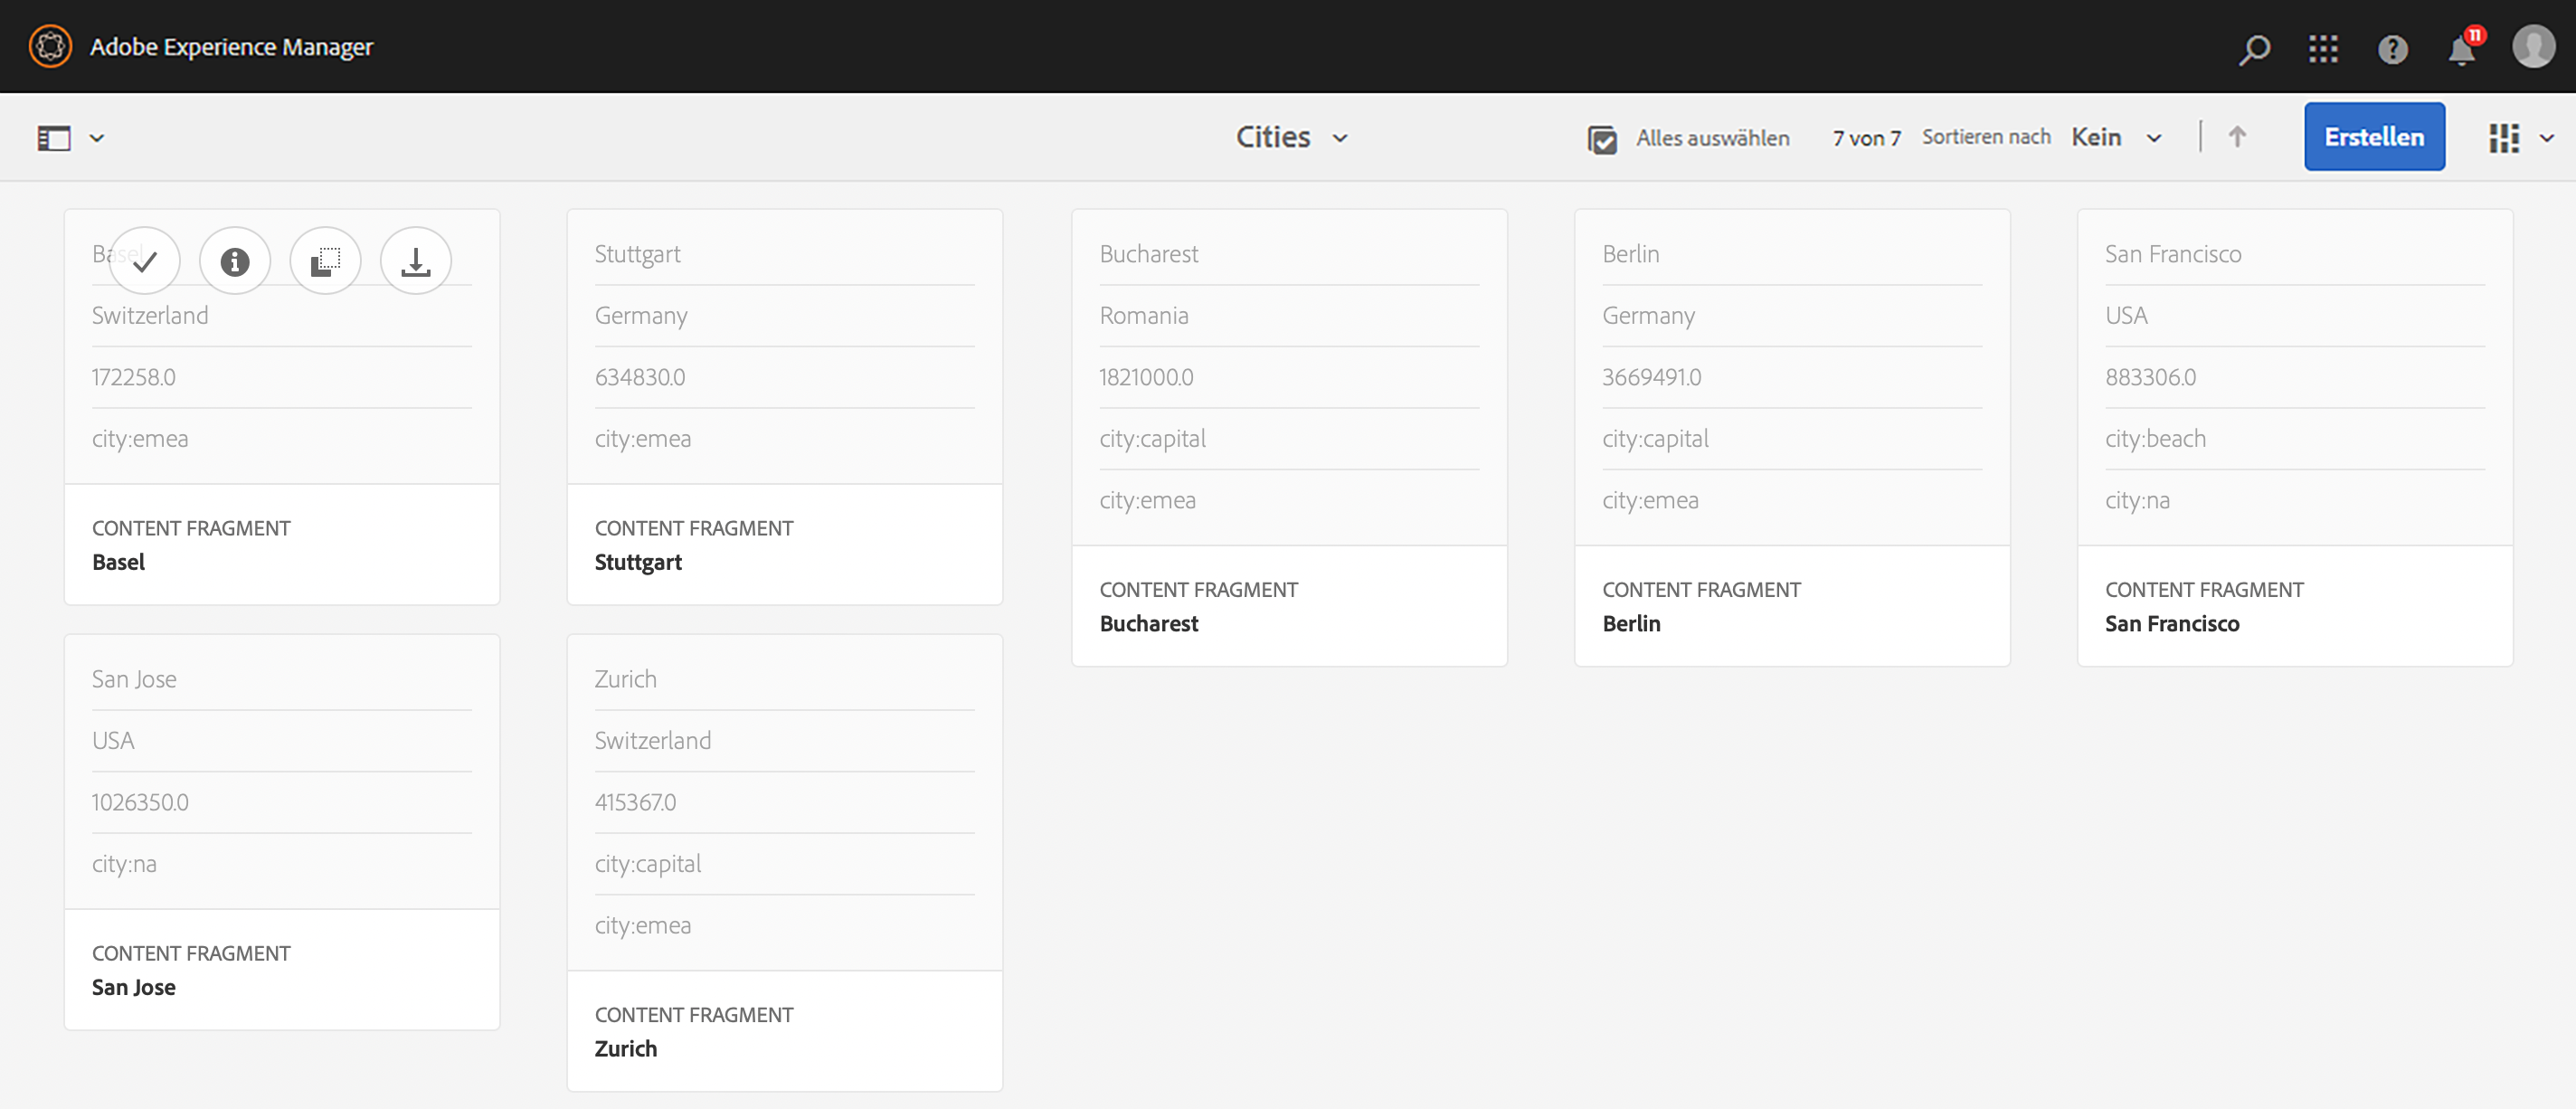 Adobe Experience Manager
11
Cities
Alles auswählen
7 von 7
Sortieren nach
Kein
Erstellen
Basel
Switzerland
172258.0
city:emea
CONTENT FRAGMENT
Basel
Stuttgart
Germany
634830.0
city:emea
CONTENT FRAGMENT
Stuttgart
Bucharest
Romania
1821000.0
city:capital
city:emea
CONTENT FRAGMENT
Bucharest
Berlin
Germany
3669491.0
city:capital
city:emea
CONTENT FRAGMENT
Berlin
San Francisco
USA
883306.0
city:beach
city:na
CONTENT FRAGMENT
San Francisco
San Jose
USA
1026350.0
city:na
CONTENT FRAGMENT
San Jose
Zurich
Switzerland
415367.0
city:capital
city:emea
CONTENT FRAGMENT
Zurich